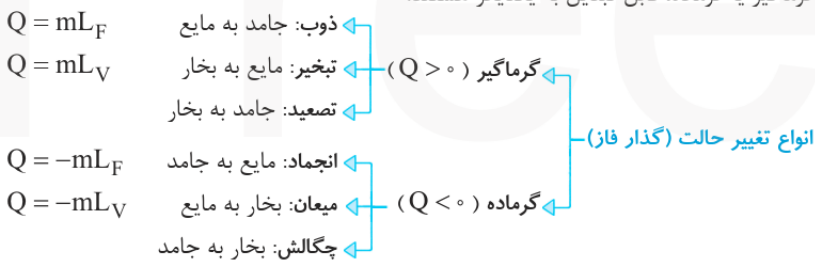 ذوب: جامد به مایع Q = mL_F
گرماگیر (Q > ۰) تبخیر: مایع به بخار Q = mL_V
تصعید: جامد به بخار
انواع تغییر حالت (گذار فاز)
انجماد: مایع به جامد Q = −mL_F
گرماده (Q < ۰) میعان: بخار به مایع Q = −mL_V
چگالش: بخار به جامد